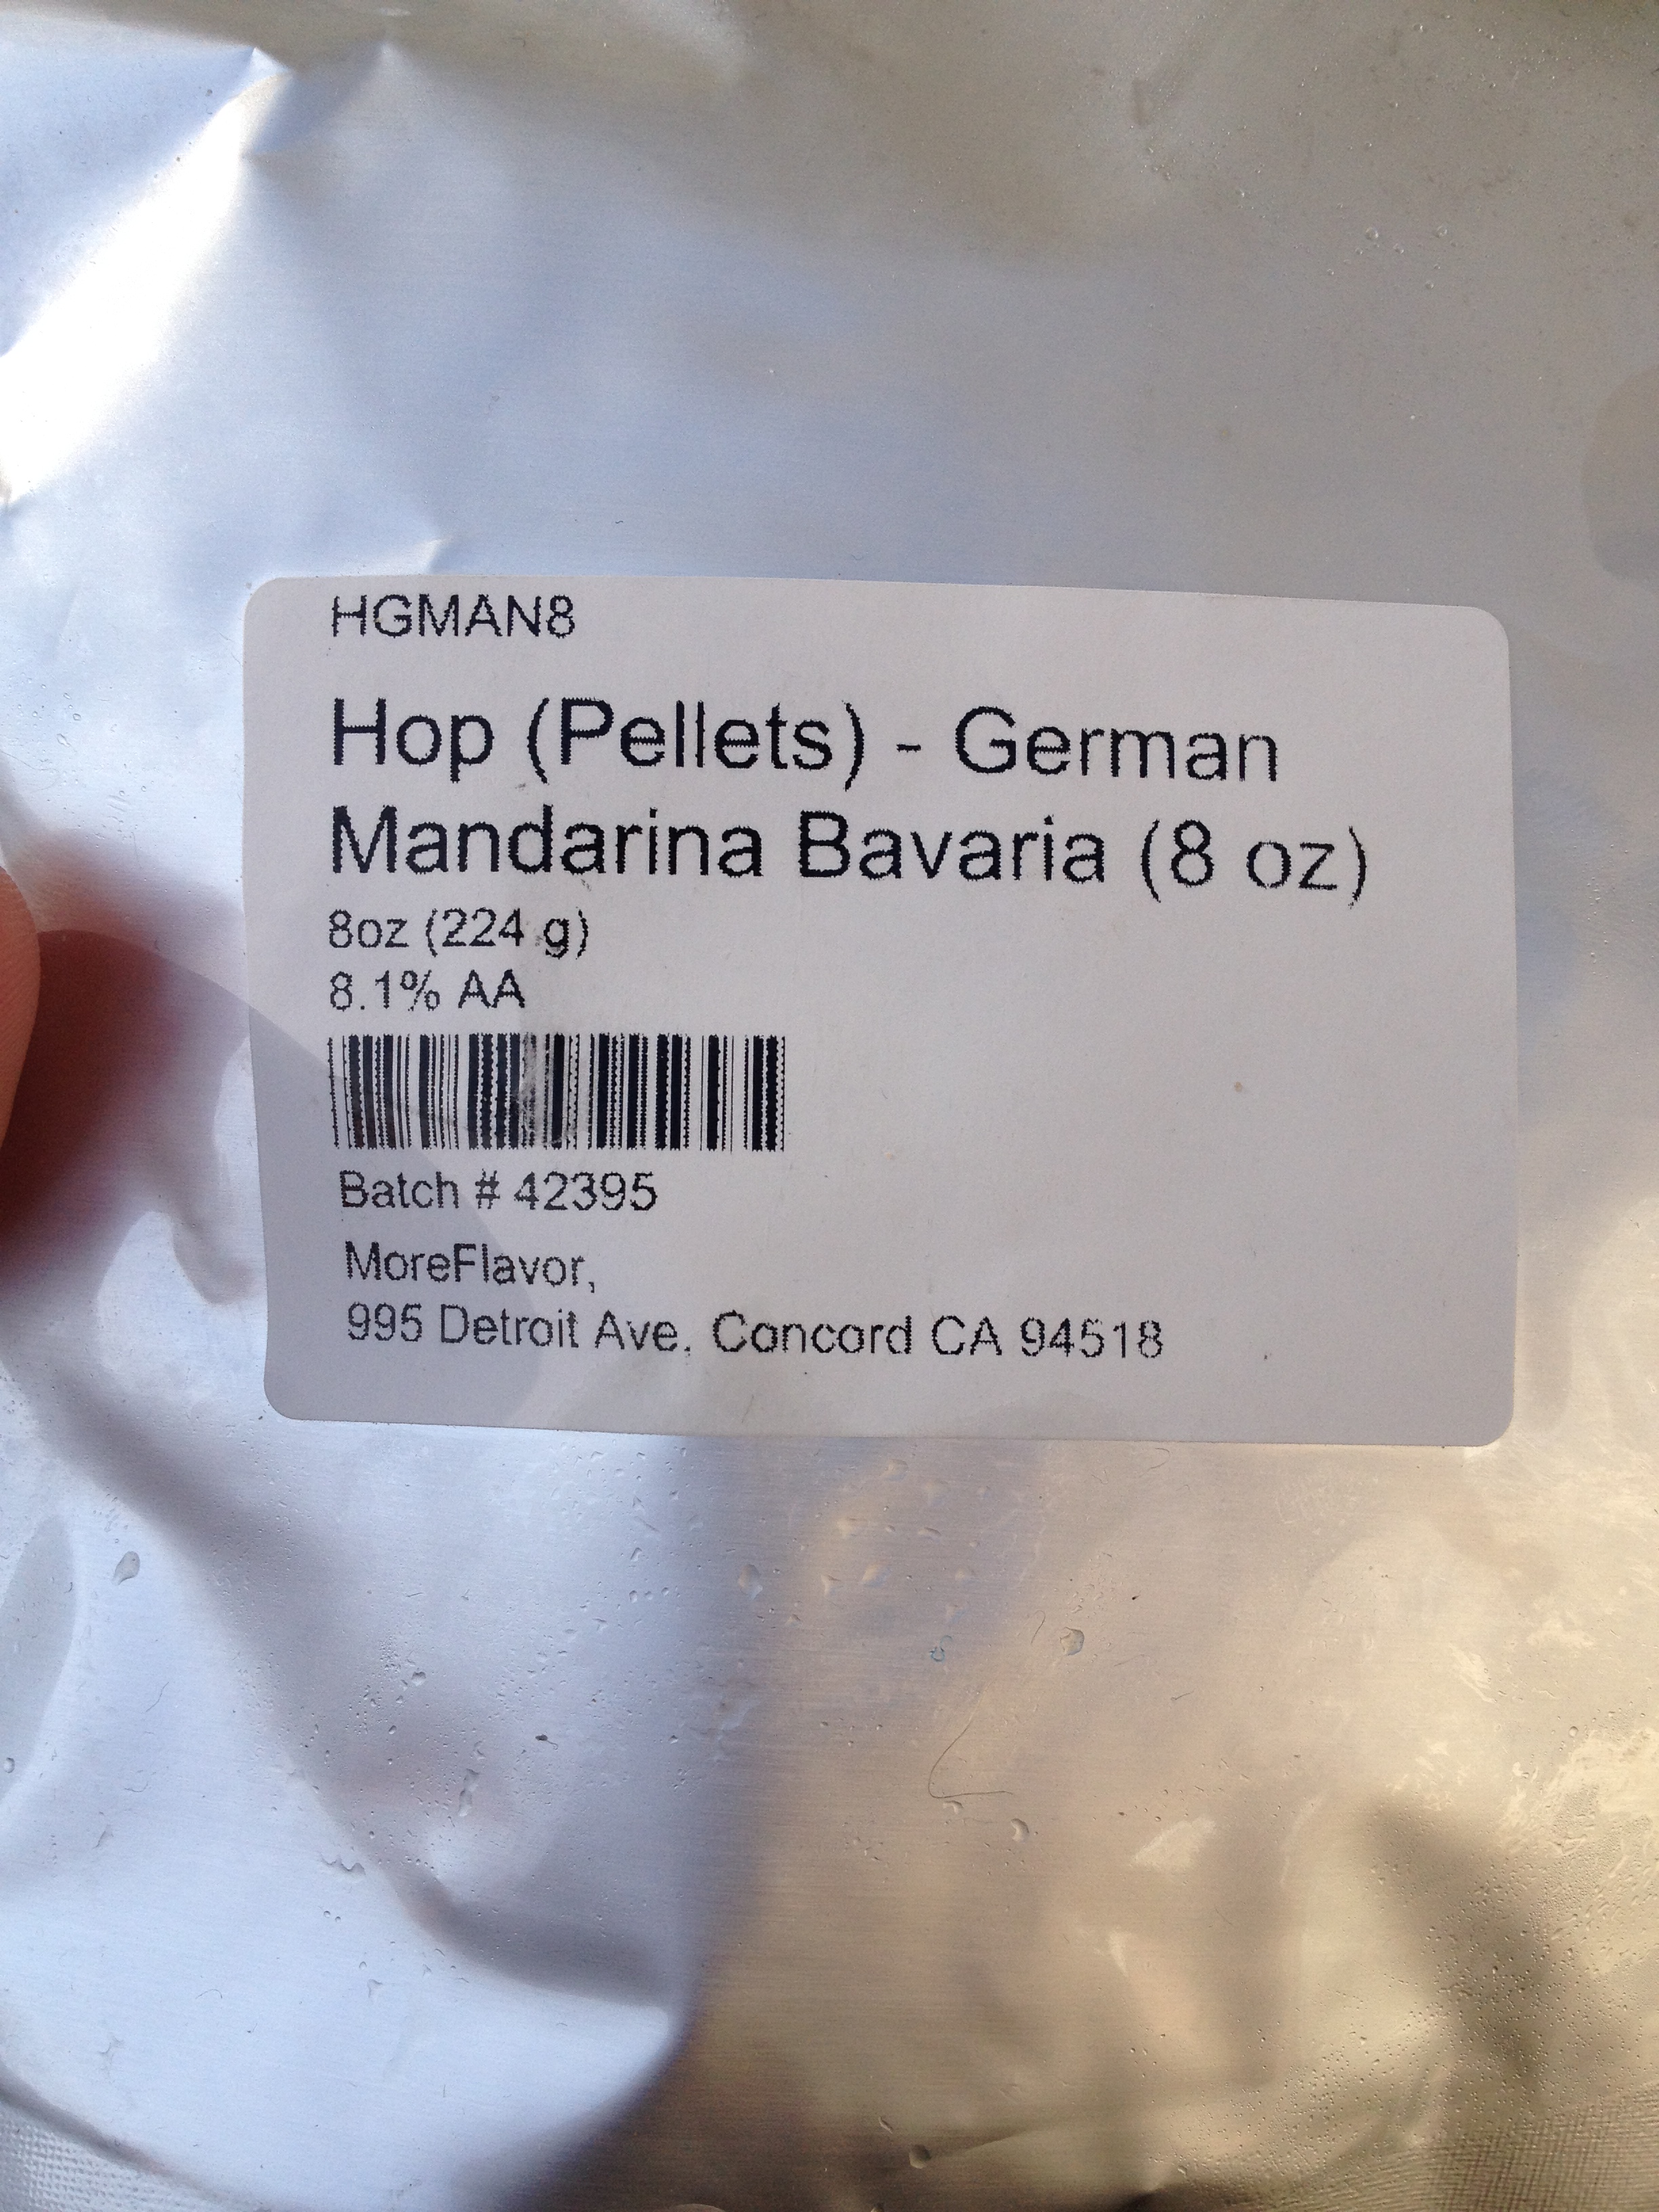 HGMAN8
Hop (Pellets) - German
Mandarina Bavaria (8 oz)
8oz (224 g)
8.1% AA
Batch # 42395
MoreFlavor,
995 Detroit Ave, Concord CA 94518